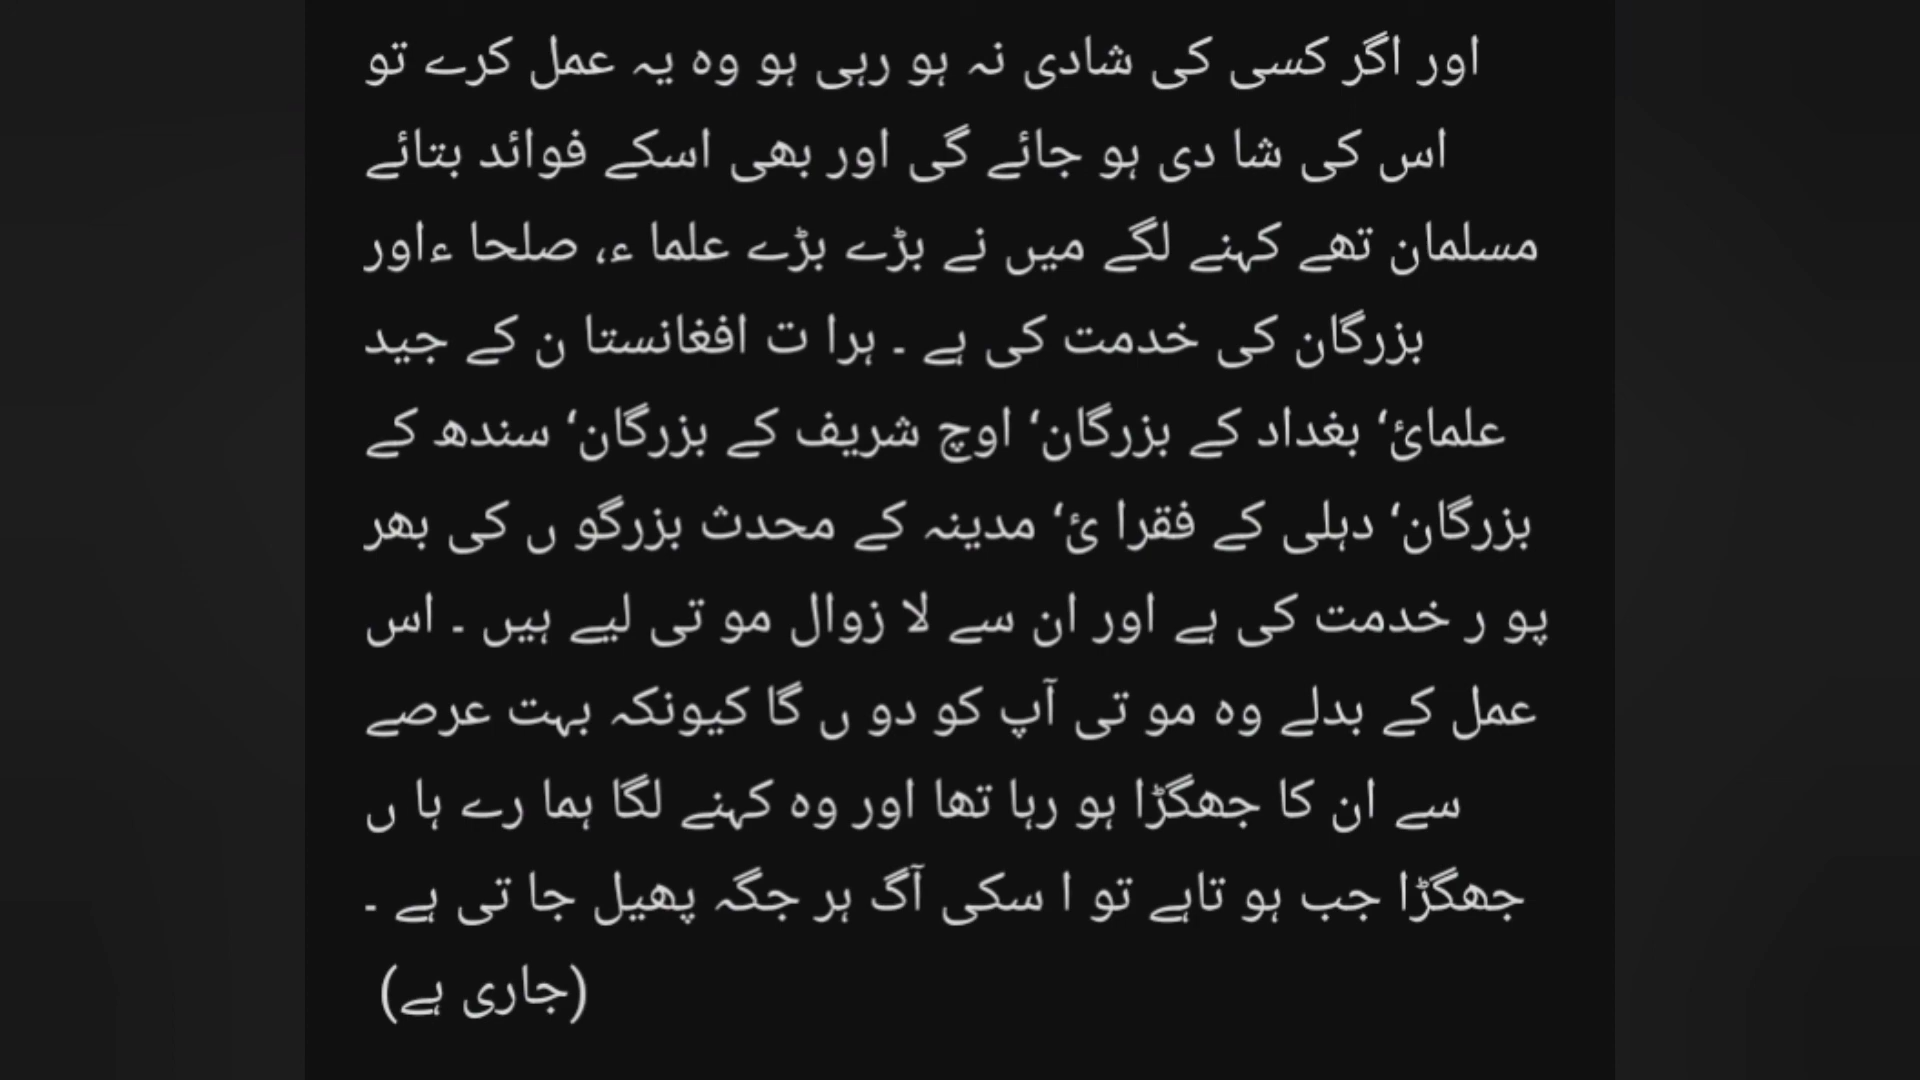 اور اگر کسی کی شادی نہ ہو رہی ہو وہ یہ عمل کرے تو
اس کی شا دی ہو جائے گی اور بھی اسکے فوائد بتائے
مسلمان تھے کہنے لگے میں نے بڑے بڑے علما ء، صلحا ءاور
بزرگان کی خدمت کی ہے ۔ ہرا ت افغانستا ن کے جید
علمائ‘ بغداد کے بزرگان‘ اوچ شریف کے بزرگان‘ سندھ کے
بزرگان‘ دہلی کے فقرا ئ‘ مدینہ کے محدث بزرگو ں کی بھر
پو ر خدمت کی ہے اور ان سے لا زوال مو تی لیے ہیں ۔ اس
عمل کے بدلے وہ مو تی آپ کو دو ں گا کیونکہ بہت عرصے
سے ان کا جھگڑا ہو رہا تھا اور وہ کہنے لگا ہما رے ہا ں
جھگڑا جب ہو تاہے تو ا سکی آگ ہر جگہ پھیل جا تی ہے ۔
(جاری ہے)